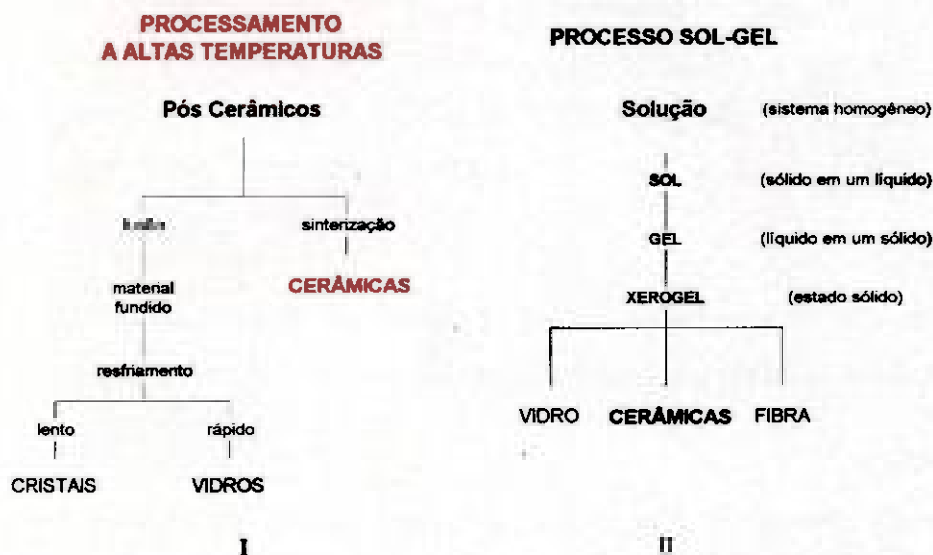 PROCESSAMENTO
A ALTAS TEMPERATURAS
Pós Cerâmicos
fusão
sinterização
CERÂMICAS
material
fundido
resfriamento
lento
rápido
CRISTAIS
VIDROS
I
PROCESSO SOL-GEL
Solução (sistema homogêneo)
SOL (sólido em um líquido)
GEL (líquido em um sólido)
XEROGEL (estado sólido)
VIDRO CERÂMICAS FIBRA
II